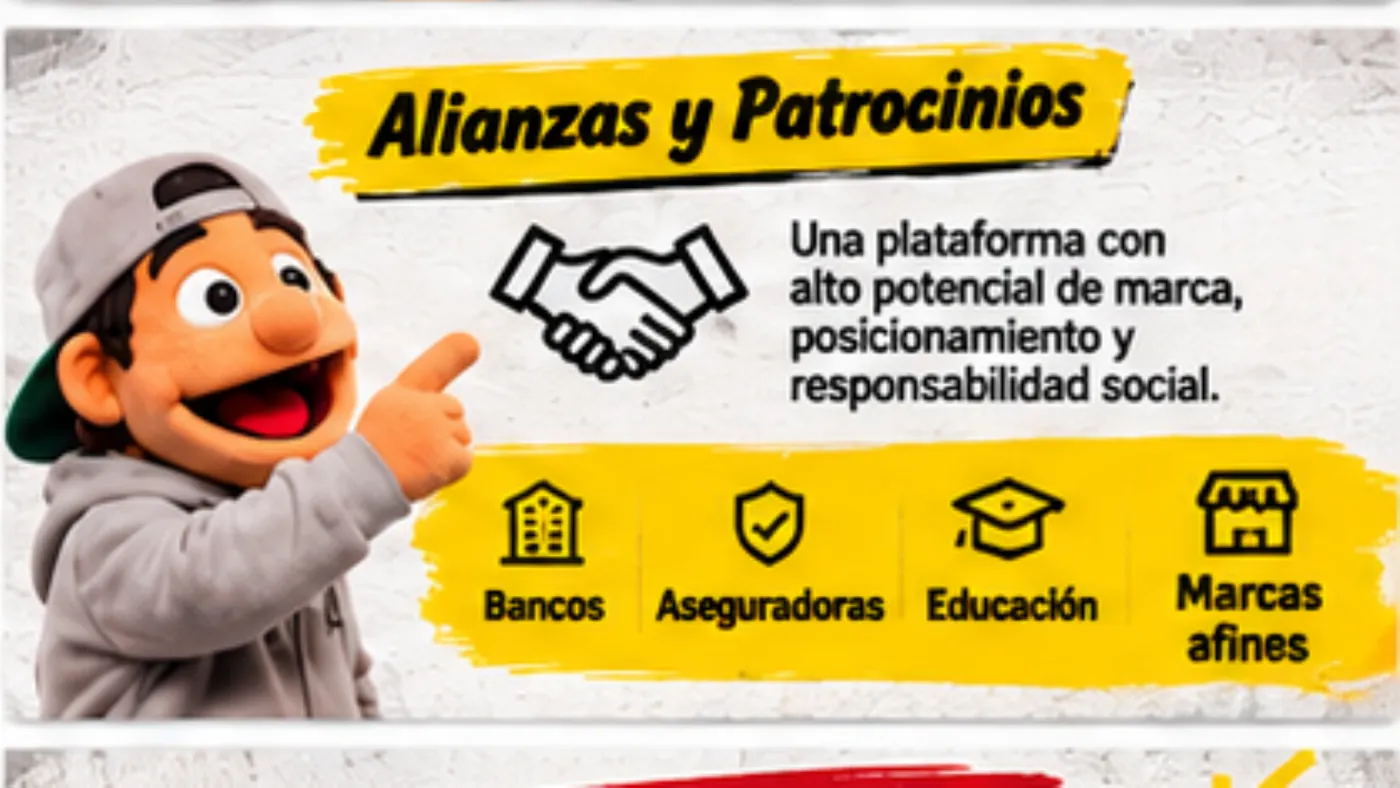 Alianzas y Patrocinios
Una plataforma con
alto potencial de marca,
posicionamiento y
responsabilidad social.
Bancos
Aseguradoras
Educación
Marcas
afines